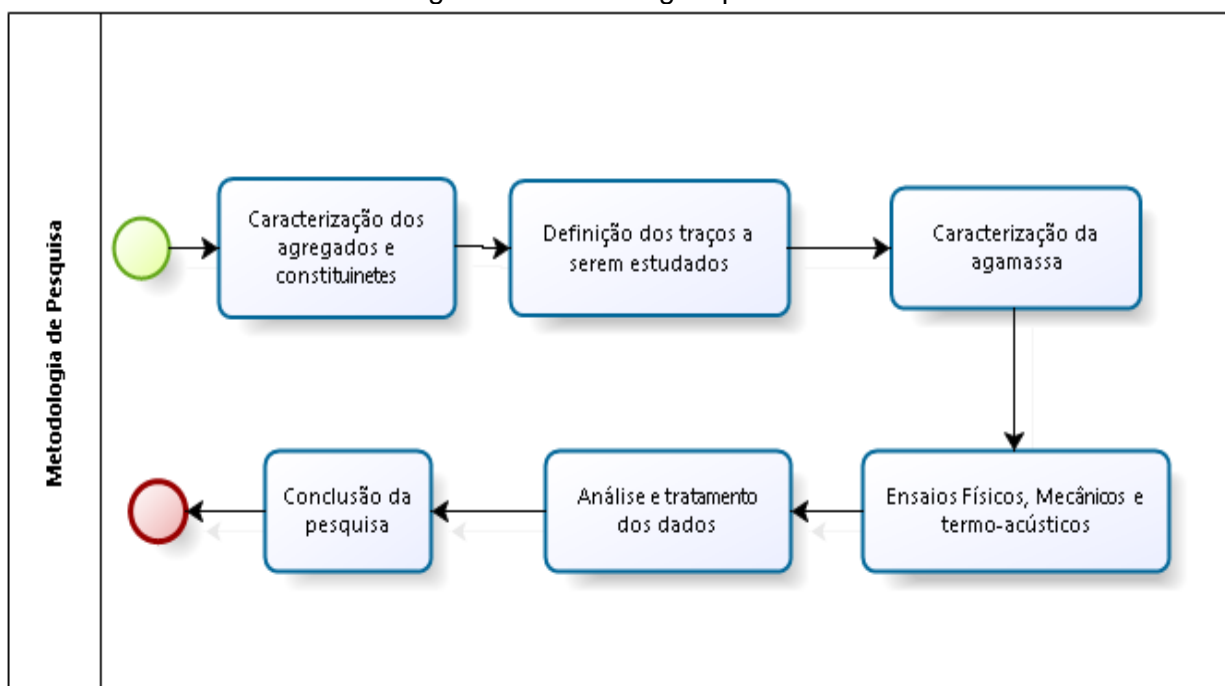 Metodologia de Pesquisa
Caracterização dos
agregados e
constituinetes
Definição dos traços a
serem estudados
Caracterização da
agamassa
Ensaios Físicos, Mecânicos e
termo-acústicos
Análise e tratamento
dos dados
Conclusão da
pesquisa